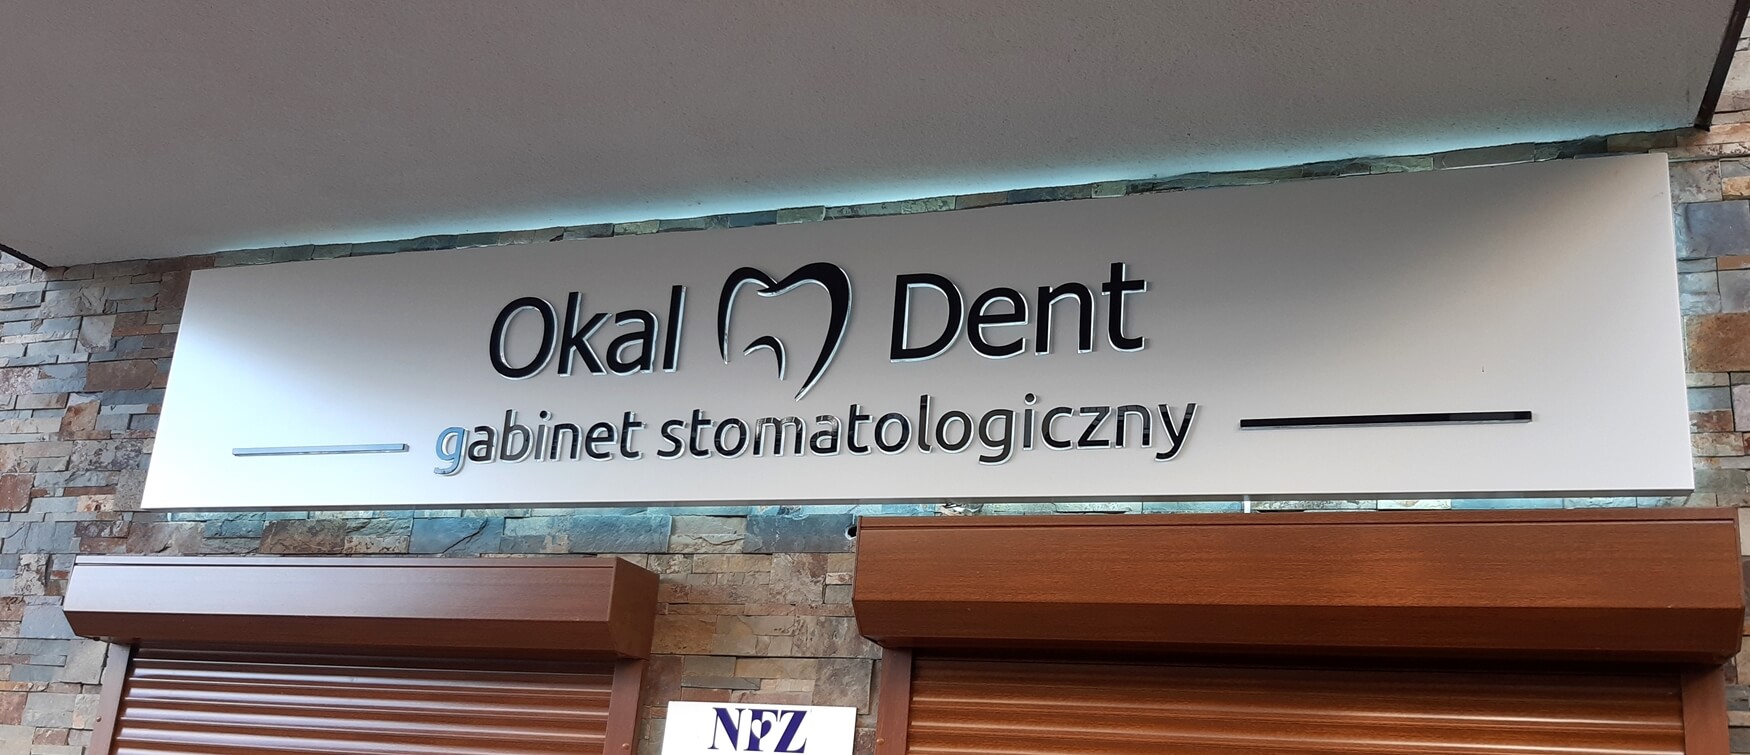 Okal Dent
gabinet stomatologiczny
NFZ